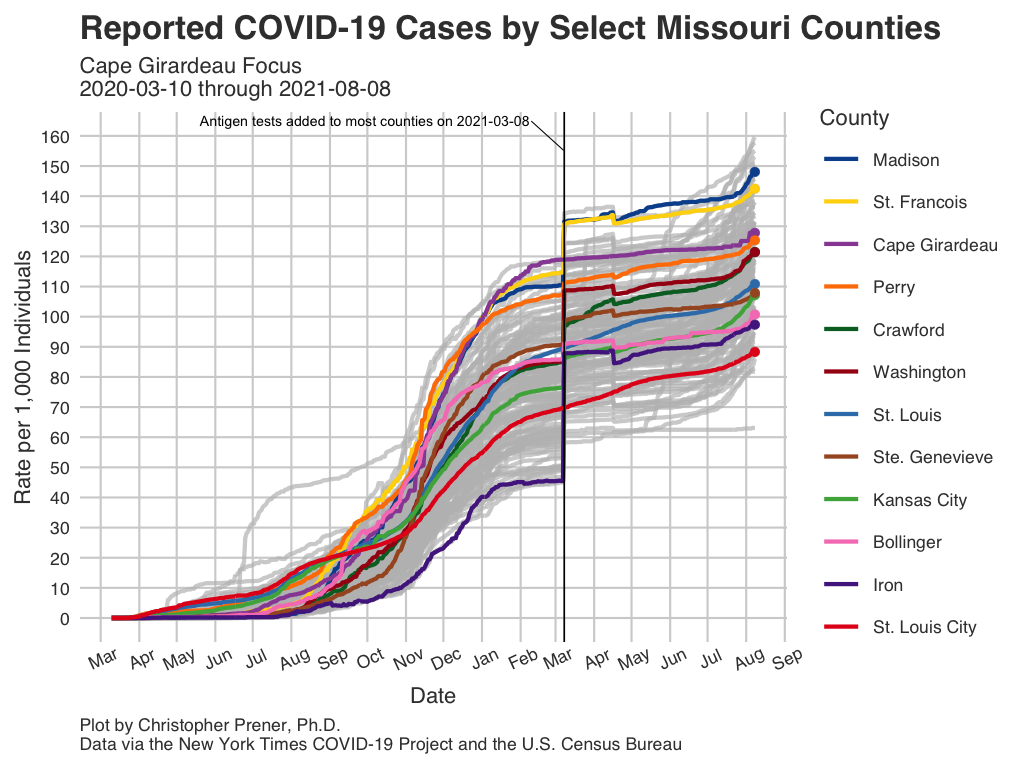 Reported COVID-19 Cases by Select Missouri Counties
Cape Girardeau Focus
2020-03-10 through 2021-08-08
Antigen tests added to most counties on 2021-03-08
Rate per 1,000 Individuals
160
150
140
130
120
110
100
90
80
70
60
50
40
30
20
10
0
Mar Apr May Jun Jul Aug Sep Oct Nov Dec Jan Feb Mar Apr May Jun Jul Aug Sep
Date
County
Madison
St. Francois
Cape Girardeau
Perry
Crawford
Washington
St. Louis
Ste. Genevieve
Kansas City
Bollinger
Iron
St. Louis City
Plot by Christopher Prener, Ph.D.
Data via the New York Times COVID-19 Project and the U.S. Census Bureau